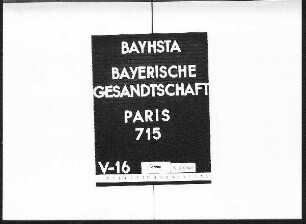 BAYHSTA
BAYERISCHE
GESANDTSCHAFT
PARIS
715
V-16